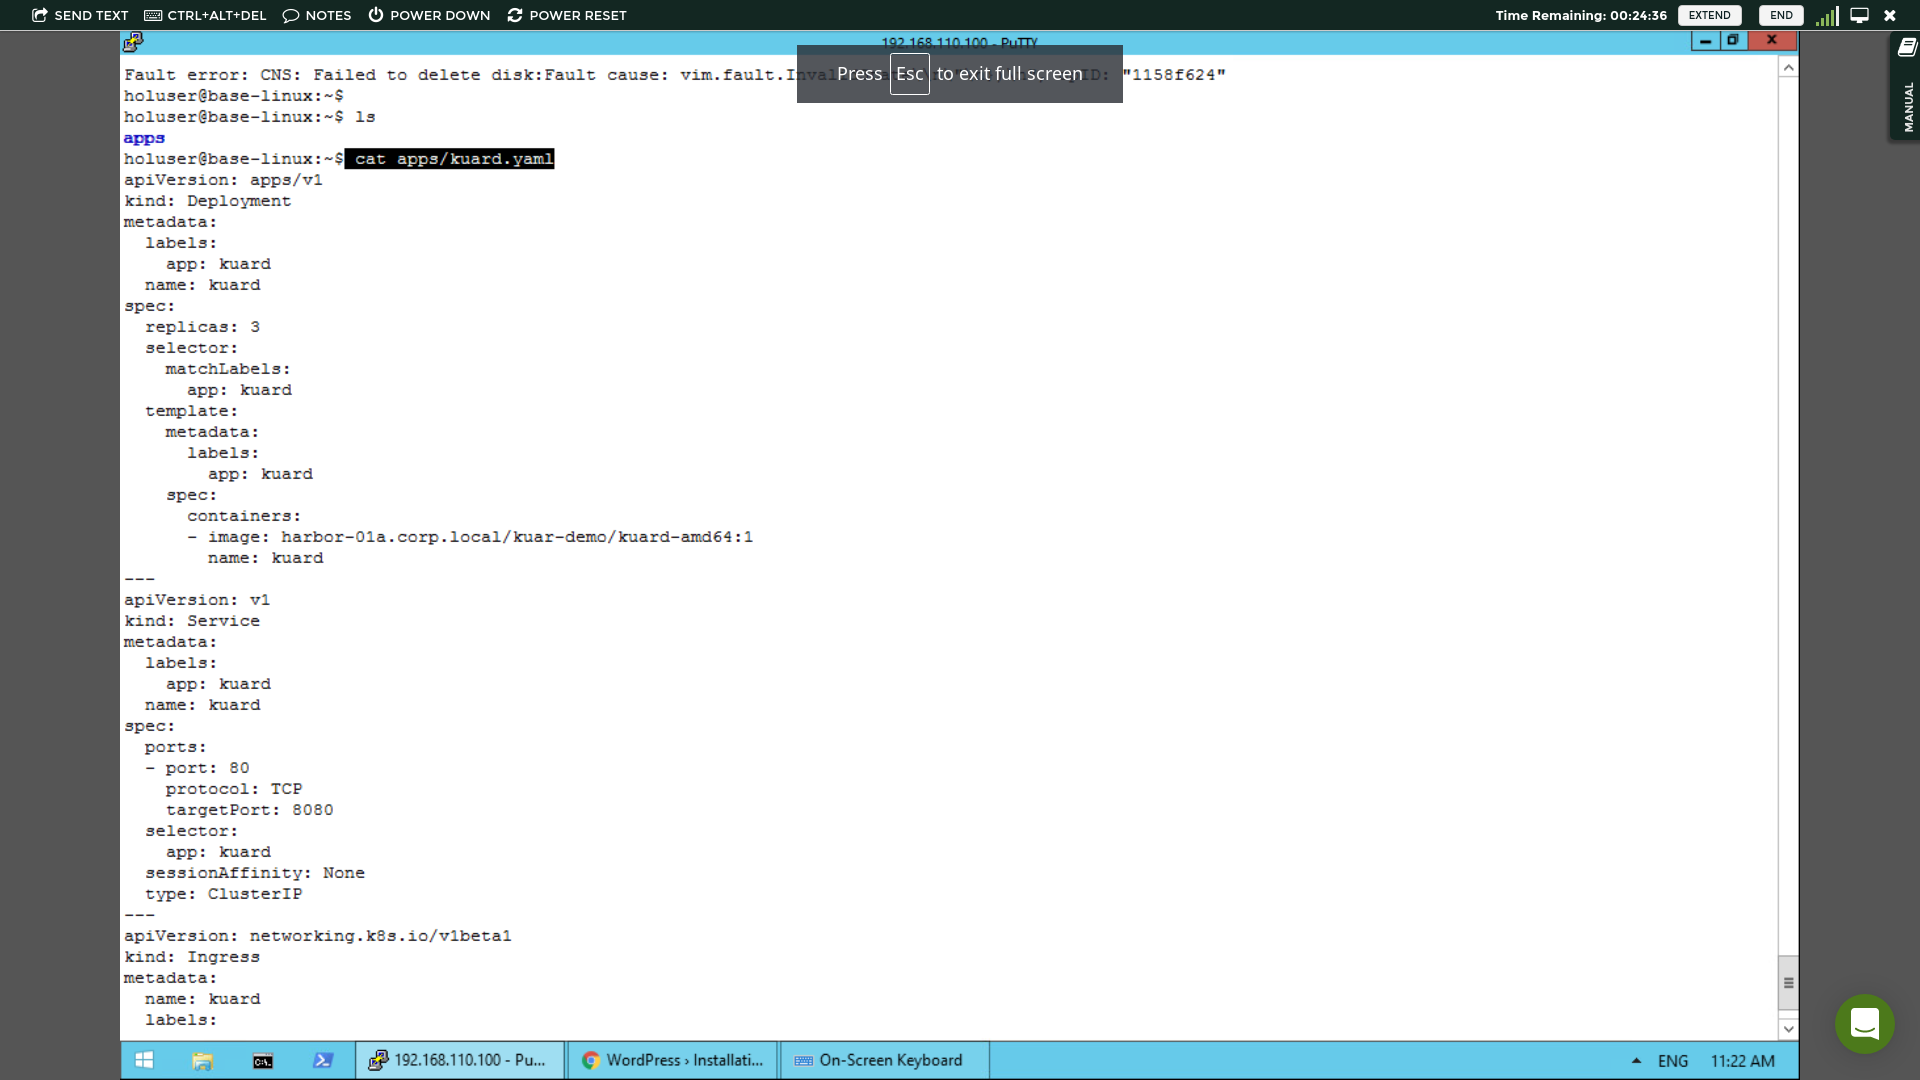 SEND TEXT CTRL+ALT+DEL NOTES POWER DOWN POWER RESET Time Remaining: 00:24:36 EXTEND END
192.168.110.100 - PuTTY
Press Esc to exit full screen
MANUAL
Fault error: CNS: Failed to delete disk:Fault cause: vim.fault. ID: "1158f624"
holuser@base-linux:~$
holuser@base-linux:~$ ls
apps
holuser@base-linux:~$ cat apps/kuard.yaml
apiVersion: apps/v1
kind: Deployment
metadata:
  labels:
    app: kuard
  name: kuard
spec:
  replicas: 3
  selector:
    matchLabels:
      app: kuard
  template:
    metadata:
      labels:
        app: kuard
    spec:
      containers:
      - image: harbor-01a.corp.local/kuar-demo/kuard-amd64:1
        name: kuard
---
apiVersion: v1
kind: Service
metadata:
  labels:
    app: kuard
  name: kuard
spec:
  ports:
  - port: 80
    protocol: TCP
    targetPort: 8080
  selector:
    app: kuard
  sessionAffinity: None
  type: ClusterIP
---
apiVersion: networking.k8s.io/v1beta1
kind: Ingress
metadata:
  name: kuard
  labels:
192.168.110.100 - Pu... WordPress › Installati... On-Screen Keyboard ENG 11:22 AM